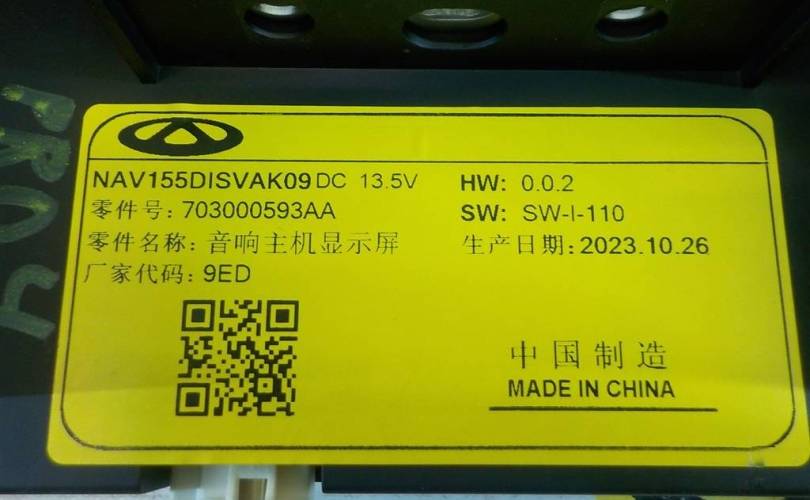 NAV155DISVAK09 DC 13.5V HW: 0.0.2
零件号: 703000593AA SW: SW-I-110
零件名称: 音响主机显示屏 生产日期: 2023.10.26
厂家代码: 9ED
中国制造
MADE IN CHINA